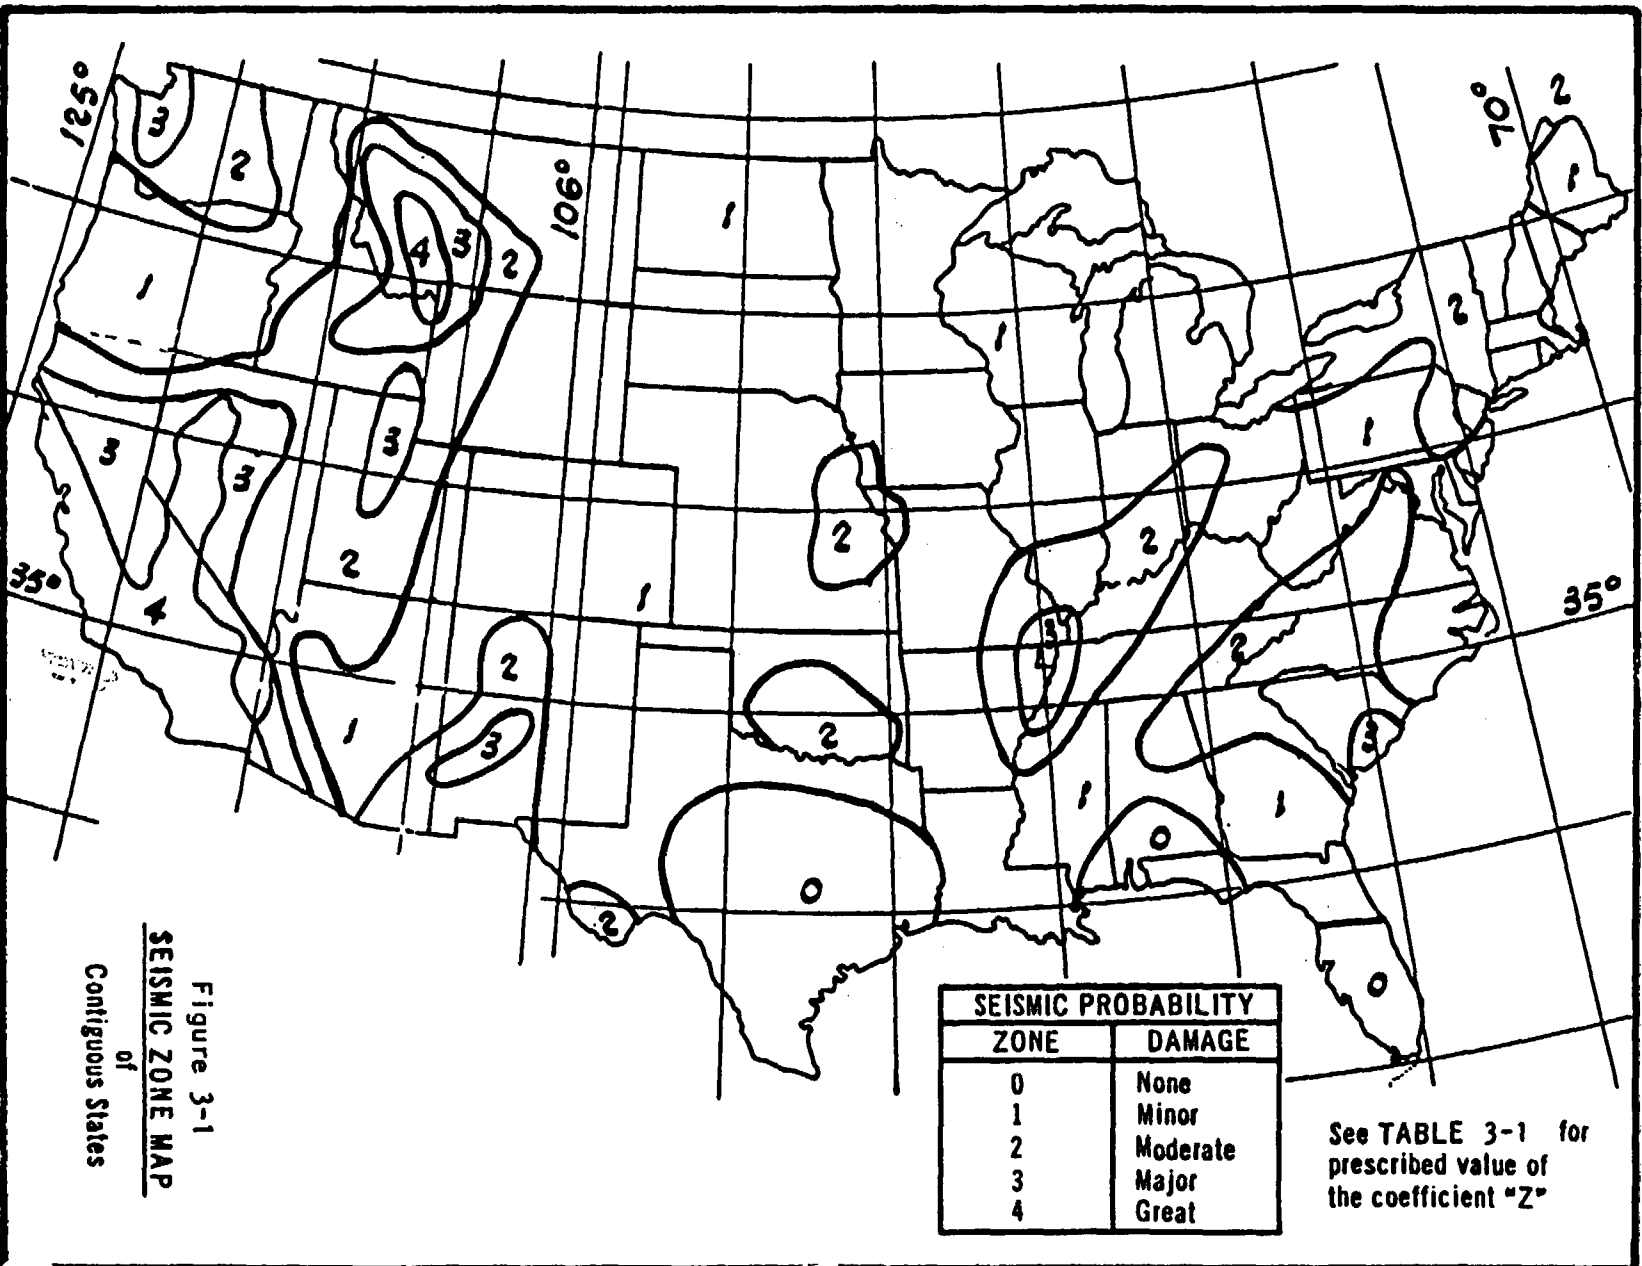 125°
106°
70°
2
3
2
1
1
4
3
2
1
1
2
3
1
3
3
2
2
1
2
35°
4
1
3
2
35°
2
1
2
3
2
3
1
1
0
0
2
0
Figure 3-1
SEISMIC ZONE MAP
of
Contiguous States
SEISMIC PROBABILITY
ZONE DAMAGE
0 None
1 Minor
2 Moderate
3 Major
4 Great
See TABLE 3-1 for
prescribed value of
the coefficient "Z"